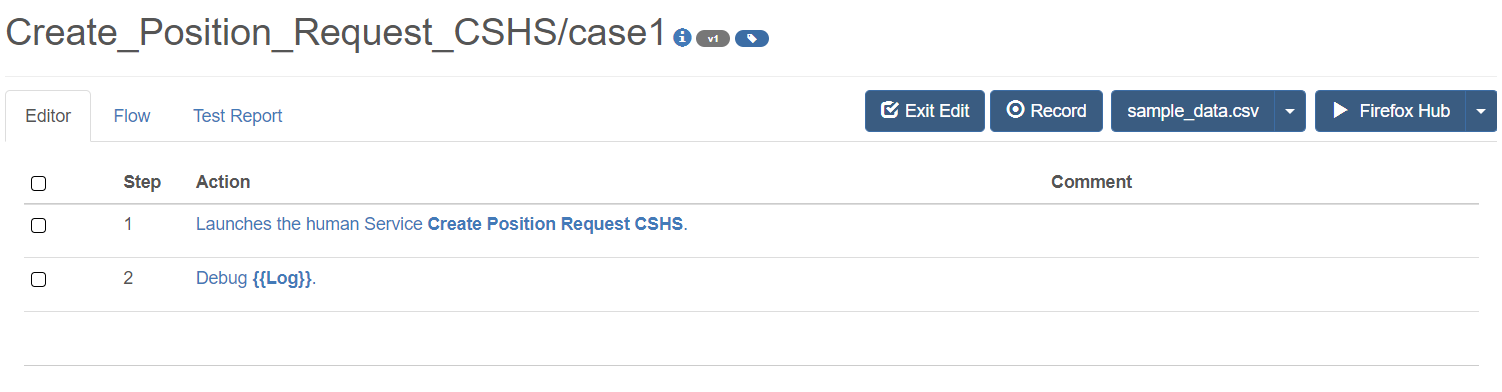 Create_Position_Request_CSHS/case1 i v1
Editor Flow Test Report Exit Edit Record sample_data.csv Firefox Hub
Step Action Comment
1 Launches the human Service Create Position Request CSHS.
2 Debug {{Log}}.